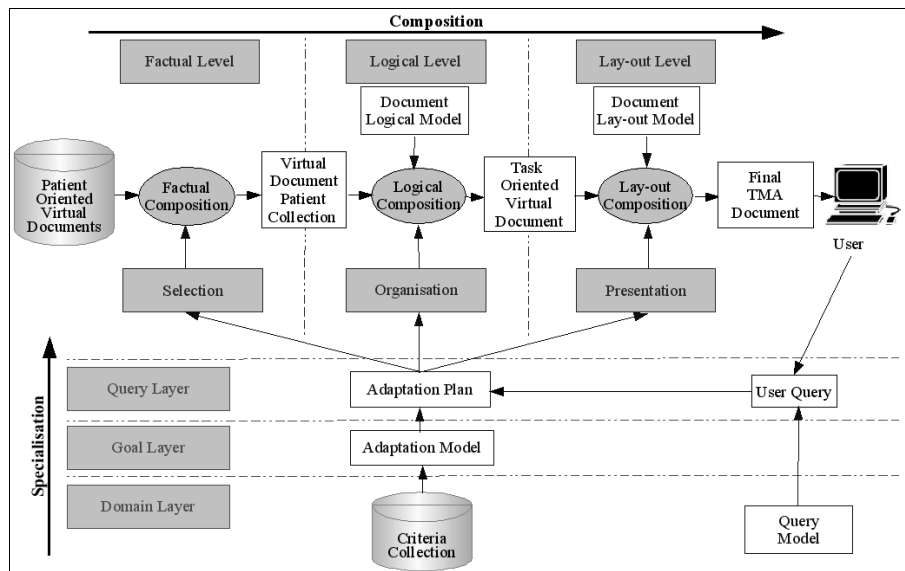 Composition
Factual Level
Logical Level
Lay-out Level
Document
Logical Model
Document
Lay-out Model
Patient
Oriented
Virtual
Documents
Factual
Composition
Virtual
Document
Patient
Collection
Logical
Composition
Task
Oriented
Virtual
Document
Lay-out
Composition
Final
TMA
Document
User
Selection
Organisation
Presentation
Specialisation
Query Layer
Adaptation Plan
User Query
Goal Layer
Adaptation Model
Domain Layer
Criteria
Collection
Query
Model